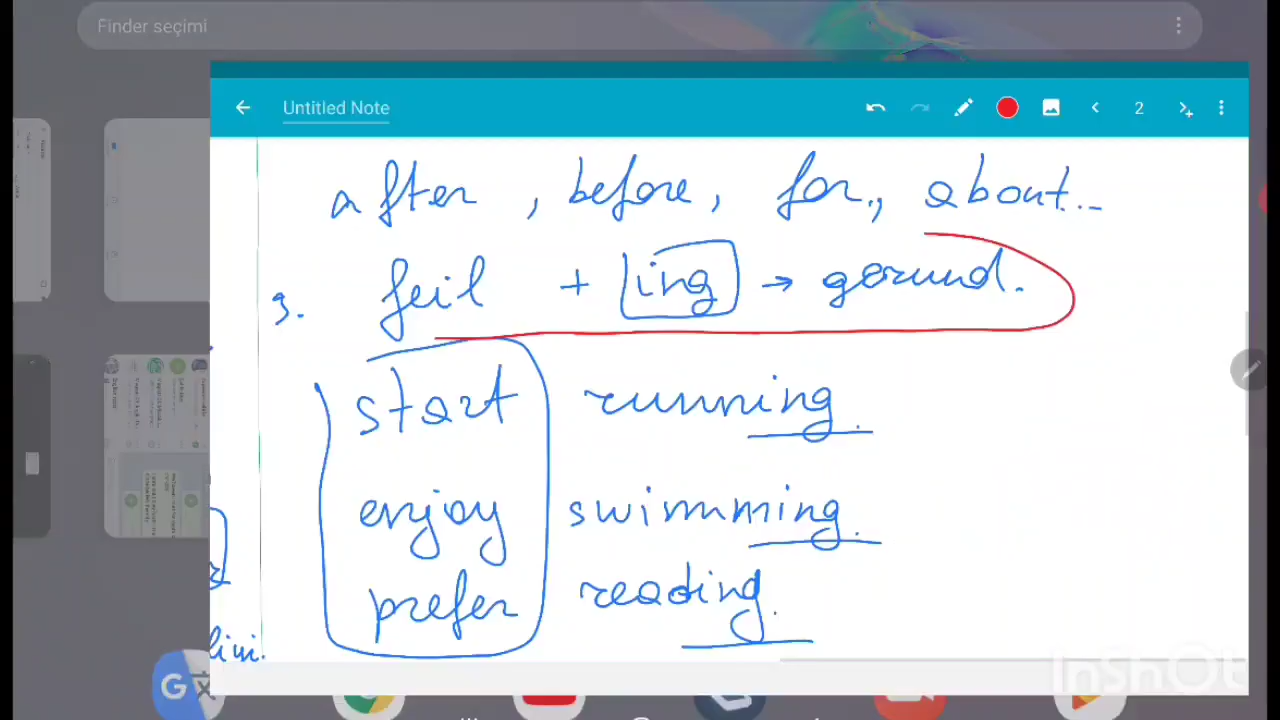 Finder seçimi
Untitled Note
2
after, before, for., about...
3. feil + ing → gerund.
start running.
enjoy swimming.
prefer reading.
InShOt